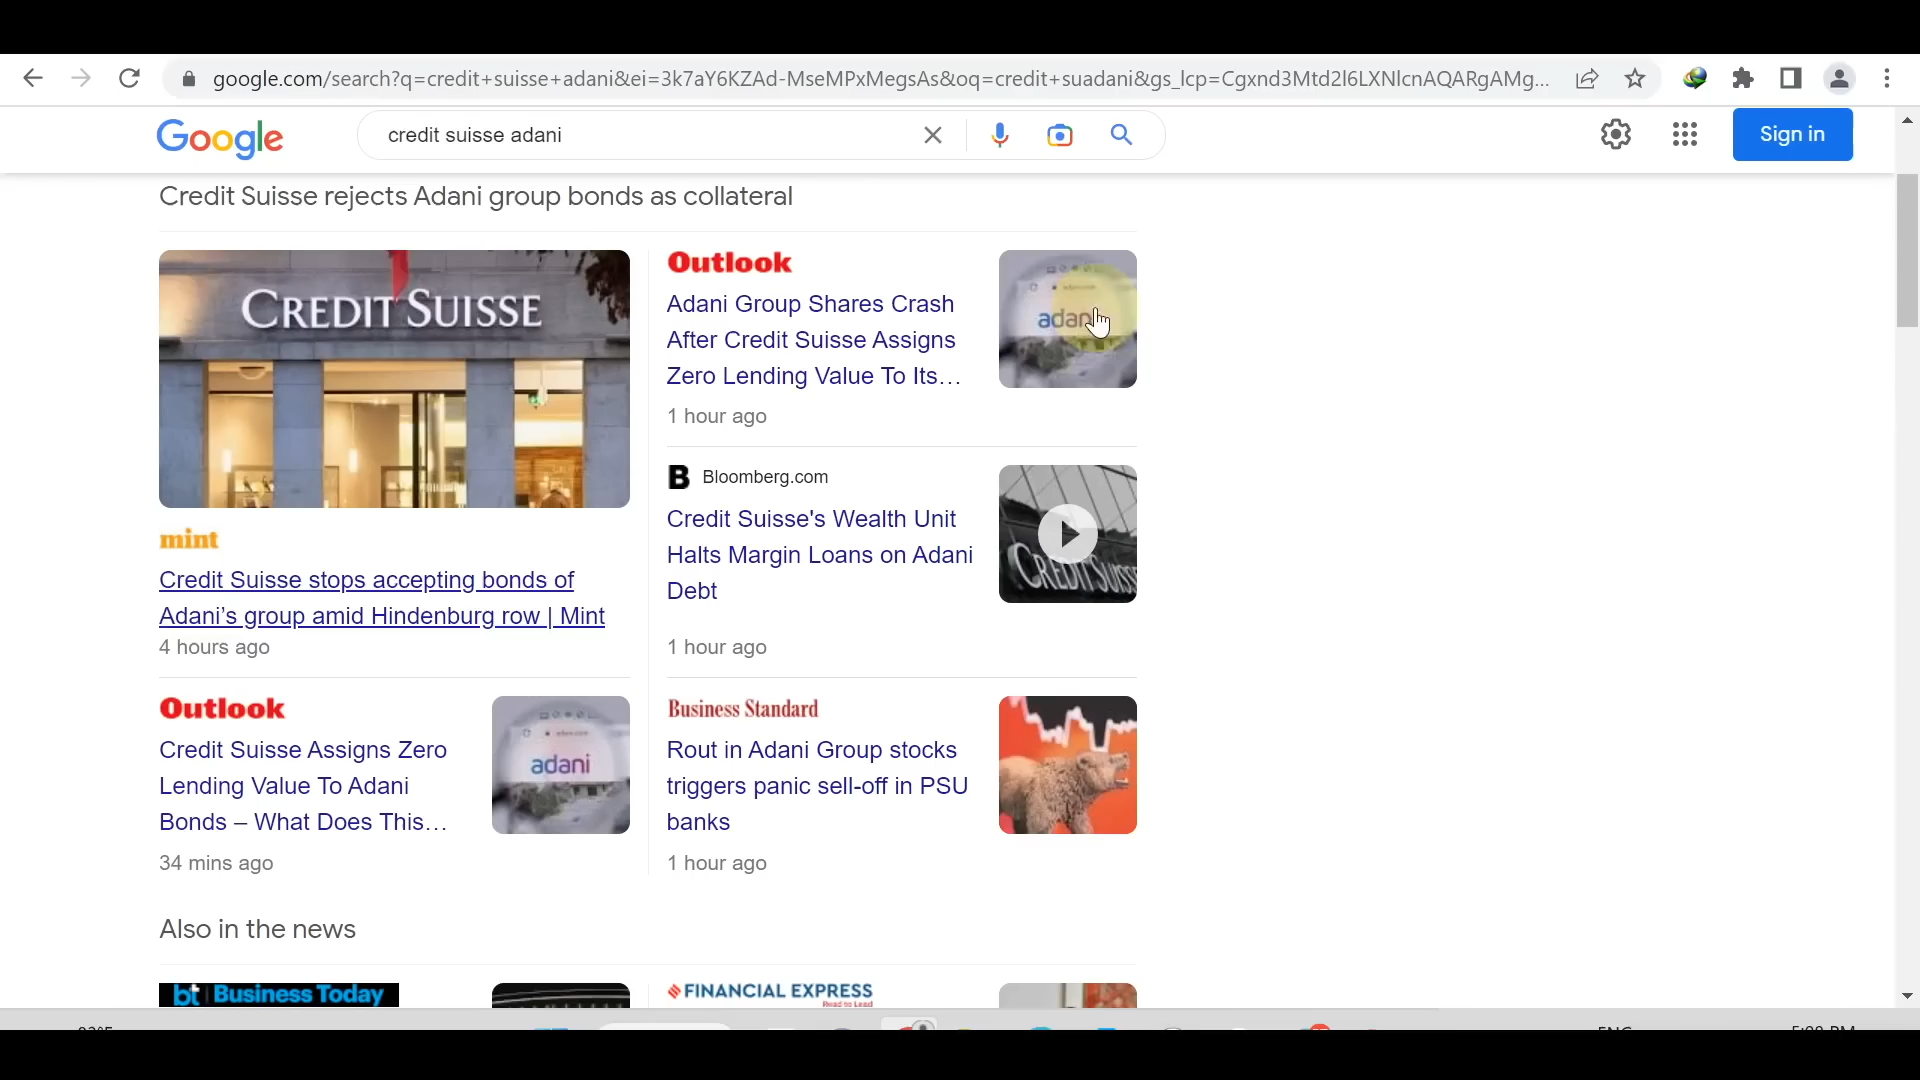 google.com/search?q=credit+suisse+adani&ei=3k7aY6KZAd-MseMPxMegsAs&oq=credit+suadani&gs_lcp=Cgxnd3Mtd2l6LXNlcnAQARgAMg...
Google
credit suisse adani
Sign in
Credit Suisse rejects Adani group bonds as collateral
CREDIT SUISSE
mint
Credit Suisse stops accepting bonds of
Adani's group amid Hindenburg row | Mint
4 hours ago
Outlook
Adani Group Shares Crash
After Credit Suisse Assigns
Zero Lending Value To Its...
1 hour ago
adani
B Bloomberg.com
Credit Suisse's Wealth Unit
Halts Margin Loans on Adani
Debt
1 hour ago
CREDIT SUISSE
Outlook
Credit Suisse Assigns Zero
Lending Value To Adani
Bonds – What Does This...
34 mins ago
adani
Business Standard
Rout in Adani Group stocks
triggers panic sell-off in PSU
banks
1 hour ago
Also in the news
bt Business Today
FINANCIAL EXPRESS
Read to Lead